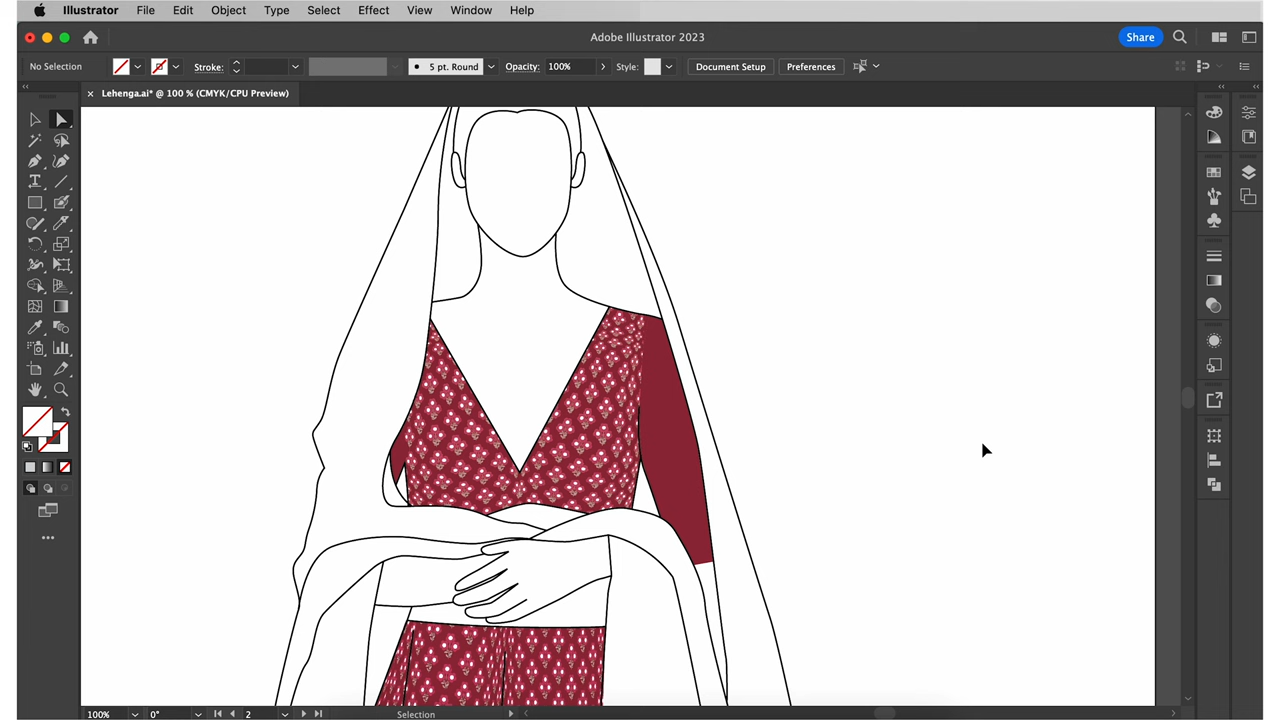 Illustrator File Edit Object Type Select Effect View Window Help
Adobe Illustrator 2023
Share
No Selection Stroke: 5 pt. Round Opacity: 100% Style: Document Setup Preferences
× Lehenga.ai* @ 100 % (CMYK/CPU Preview)
100% 0° 2 Selection